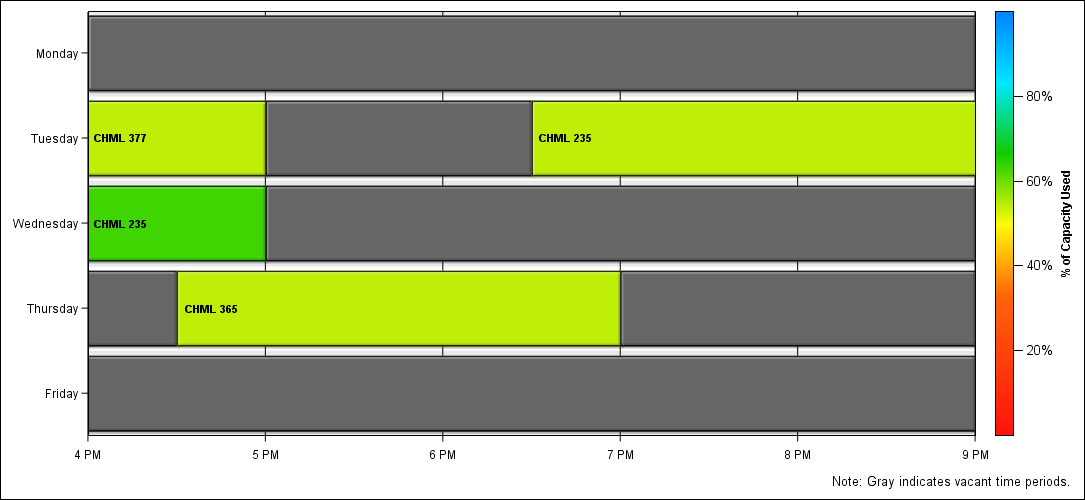 Monday
Tuesday
CHML 377
CHML 235
Wednesday
CHML 235
Thursday
CHML 365
Friday
4 PM
5 PM
6 PM
7 PM
8 PM
9 PM
80%
60%
40%
20%
% of Capacity Used
Note: Gray indicates vacant time periods.